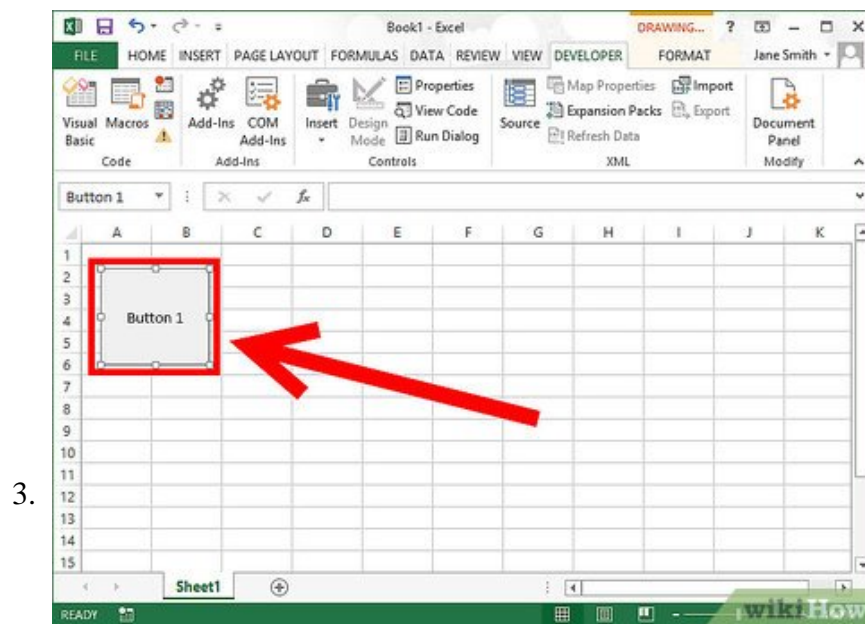 Book1 - Excel
DRAWING...
?
FILE HOME INSERT PAGE LAYOUT FORMULAS DATA REVIEW VIEW DEVELOPER FORMAT Jane Smith
Visual Basic
Macros
Code
Add-Ins
COM Add-Ins
Add-Ins
Insert
Design Mode
Properties
View Code
Run Dialog
Controls
Source
Map Properties
Expansion Packs
Refresh Data
Import
Export
XML
Document Panel
Modify
Button 1
fx
A B C D E F G H I J K
1
2
3
4
Button 1
5
6
7
8
9
10
11
3.
12
13
14
15
Sheet1
READY
wikiHow